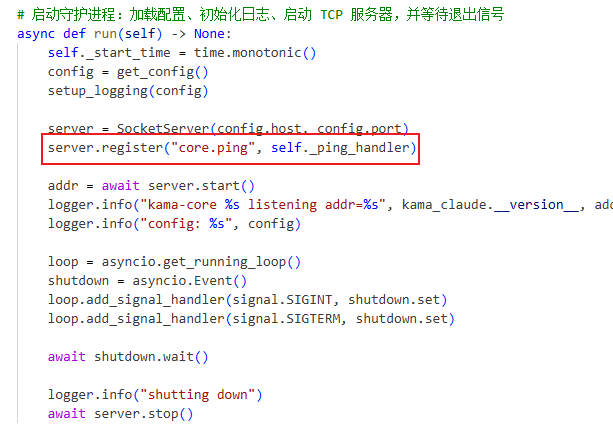 # 启动守护进程：加载配置、初始化日志、启动 TCP 服务器，并等待退出信号
async def run(self) -> None:
    self._start_time = time.monotonic()
    config = get_config()
    setup_logging(config)
    server = SocketServer(config.host, config.port)
    server.register("core.ping", self._ping_handler)
    addr = await server.start()
    logger.info("kama-core %s listening addr=%s", kama_claude.__version__,
    logger.info("config: %s", config)
    loop = asyncio.get_running_loop()
    shutdown = asyncio.Event()
    loop.add_signal_handler(signal.SIGINT, shutdown.set)
    loop.add_signal_handler(signal.SIGTERM, shutdown.set)
    await shutdown.wait()
    logger.info("shutting down")
    await server.stop()